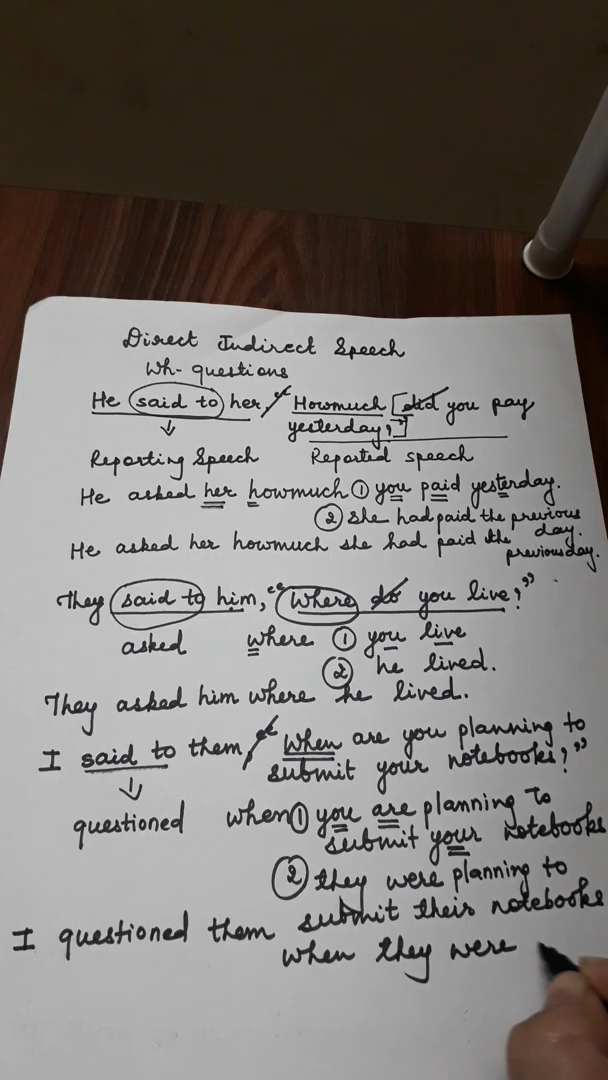 Direct Indirect Speech
Wh- questions
He said to her, " Howmuch [did you pay
yesterday?"]
Reporting Speech Reported speech
He asked her howmuch ① you paid yesterday.
② she had paid the previous
day.
He asked her howmuch she had paid the
previous day.
They said to him, "Where do you live?"
asked where ① you live
② he lived.
They asked him where he lived.
I said to them, " When are you planning to
submit your notebooks?"
questioned when ① you are planning to
submit your notebooks
② they were planning to
submit their notebooks
I questioned them
when they were